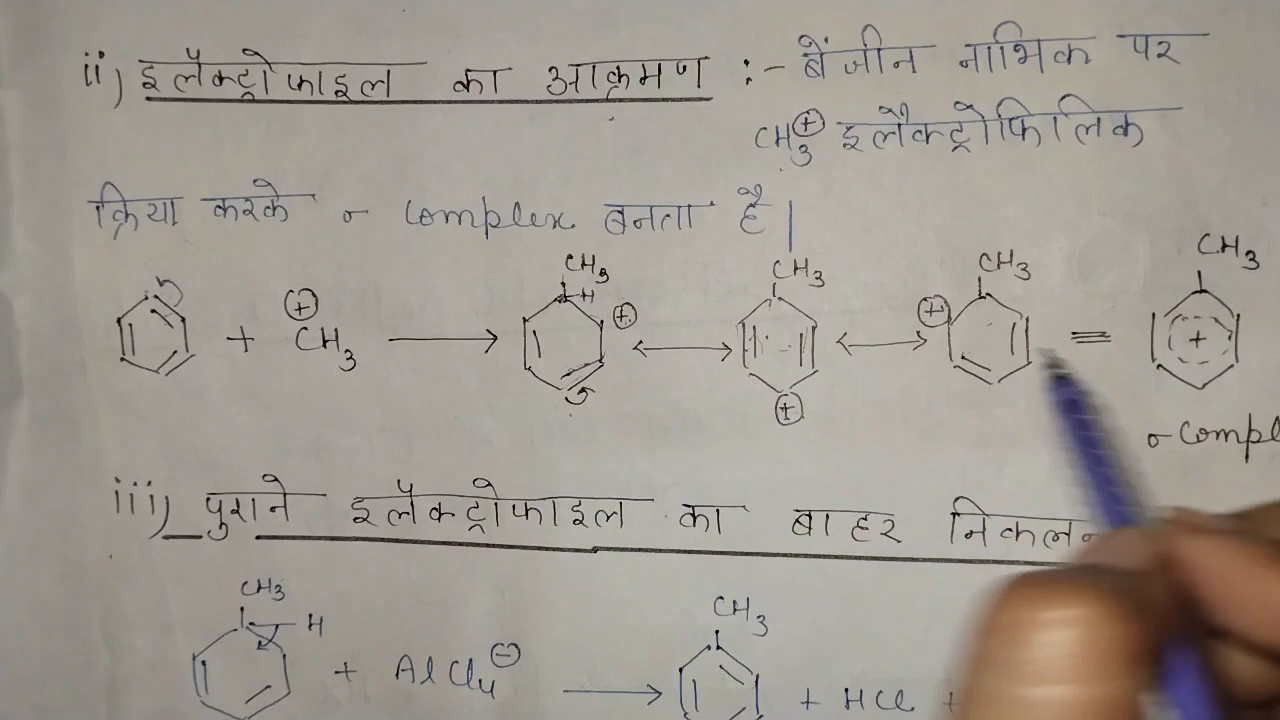 ii) इलैक्ट्रोफाइल का आक्रमण :- बेंजीन नाभिक पर
CH3⊕ इलैक्ट्रोफिलिक
क्रिया करके σ complex बनता है|
CH3 CH3 CH3 CH3
+ ⊕CH3 ⟶ H ⊕ ⟷ ⊕ ⟷ ⊕ ≡ +
σ compl
iii) पुराने इलैक्ट्रोफाइल का बाहर निकलन
CH3 CH3
H + AlCl4⊖ ⟶ + HCl +